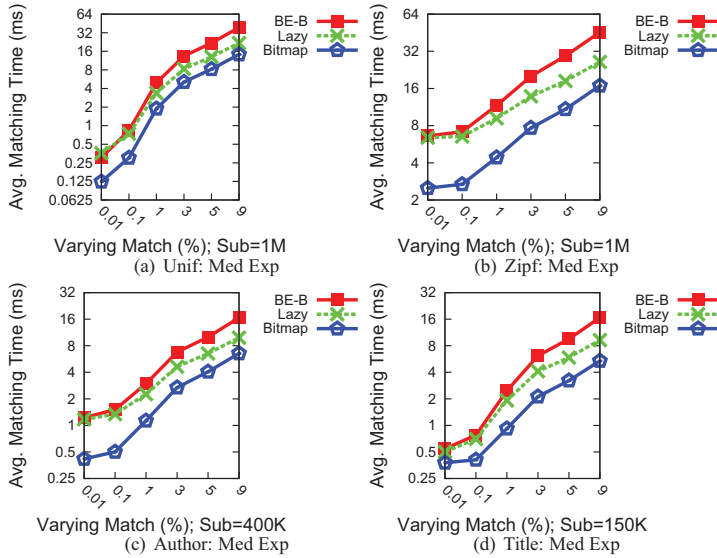 Avg. Matching Time (ms)
64
32
16
8
4
2
1
0.5
0.25
0.125
0.0625
0.01
0.1
1
3
5
9
BE-B
Lazy
Bitmap
Varying Match (%); Sub=1M
(a) Unif: Med Exp
Avg. Matching Time (ms)
64
32
16
8
4
2
0.01
0.1
1
3
5
9
BE-B
Lazy
Bitmap
Varying Match (%); Sub=1M
(b) Zipf: Med Exp
Avg. Matching Time (ms)
32
16
8
4
2
1
0.5
0.25
0.01
0.1
1
3
5
9
BE-B
Lazy
Bitmap
Varying Match (%); Sub=400K
(c) Author: Med Exp
Avg. Matching Time (ms)
32
16
8
4
2
1
0.5
0.25
0.01
0.1
1
3
5
9
BE-B
Lazy
Bitmap
Varying Match (%); Sub=150K
(d) Title: Med Exp